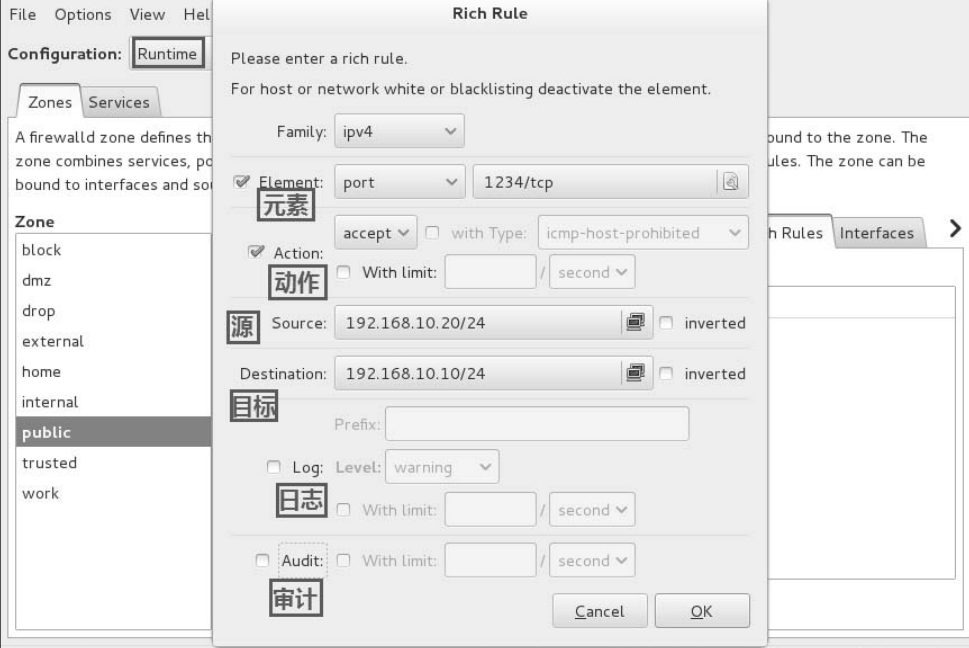 File Options View Hel
Rich Rule
Configuration: Runtime
Please enter a rich rule.
For host or network white or blacklisting deactivate the element.
Zones Services
Family: ipv4
A firewalld zone defines th
ound to the zone. The
zone combines services, po
ules. The zone can be
bound to interfaces and sou
Element: port 1234/tcp
元素
Zone
accept with Type: icmp-host-prohibited
h Rules Interfaces
block
Action:
With limit: / second
动作
dmz
drop
源 Source: 192.168.10.20/24 inverted
external
home
Destination: 192.168.10.10/24 inverted
目标
internal
public
Prefix:
trusted
Log: Level: warning
日志
work
With limit: / second
Audit: With limit: / second
审计
Cancel OK